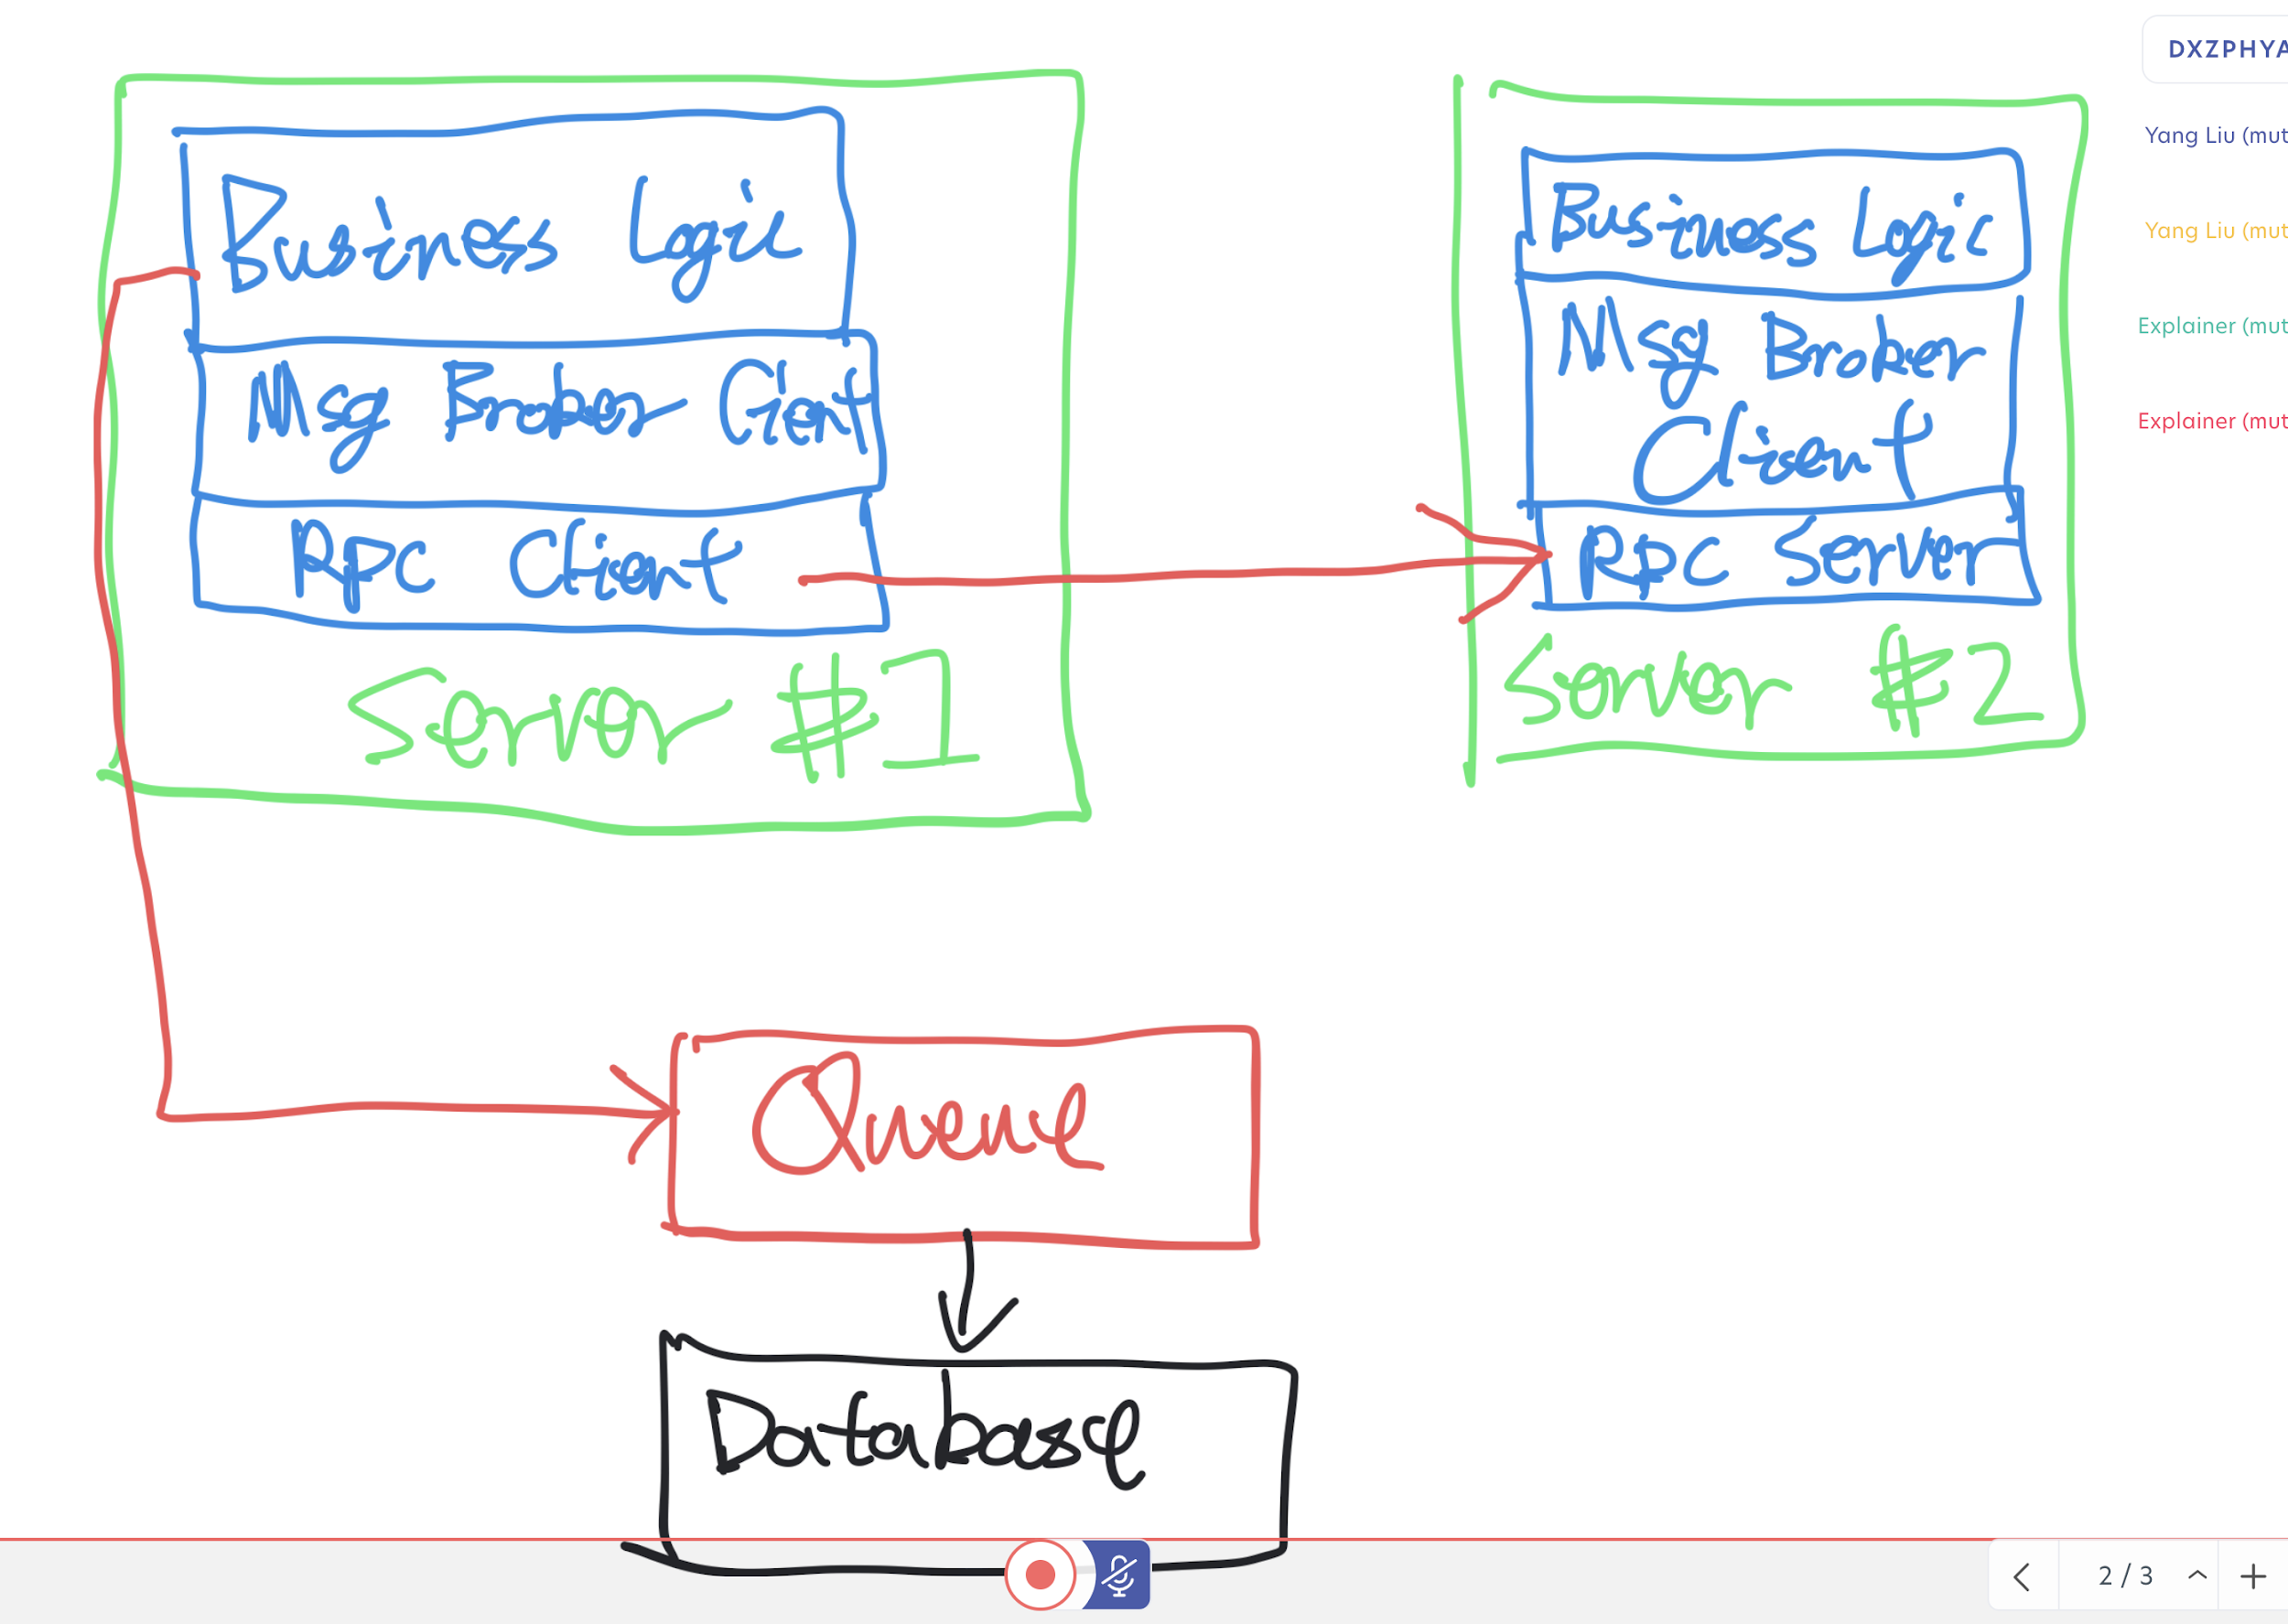 Business Logic
Msg Broker Client
Rpc Client
Server #1
Business Logic
Msg Broker
Client
Rpc Server
Server #2
Queue
Database
DXZPHYA
Yang Liu (mut
Yang Liu (mut
Explainer (mut
Explainer (mut
2 / 3